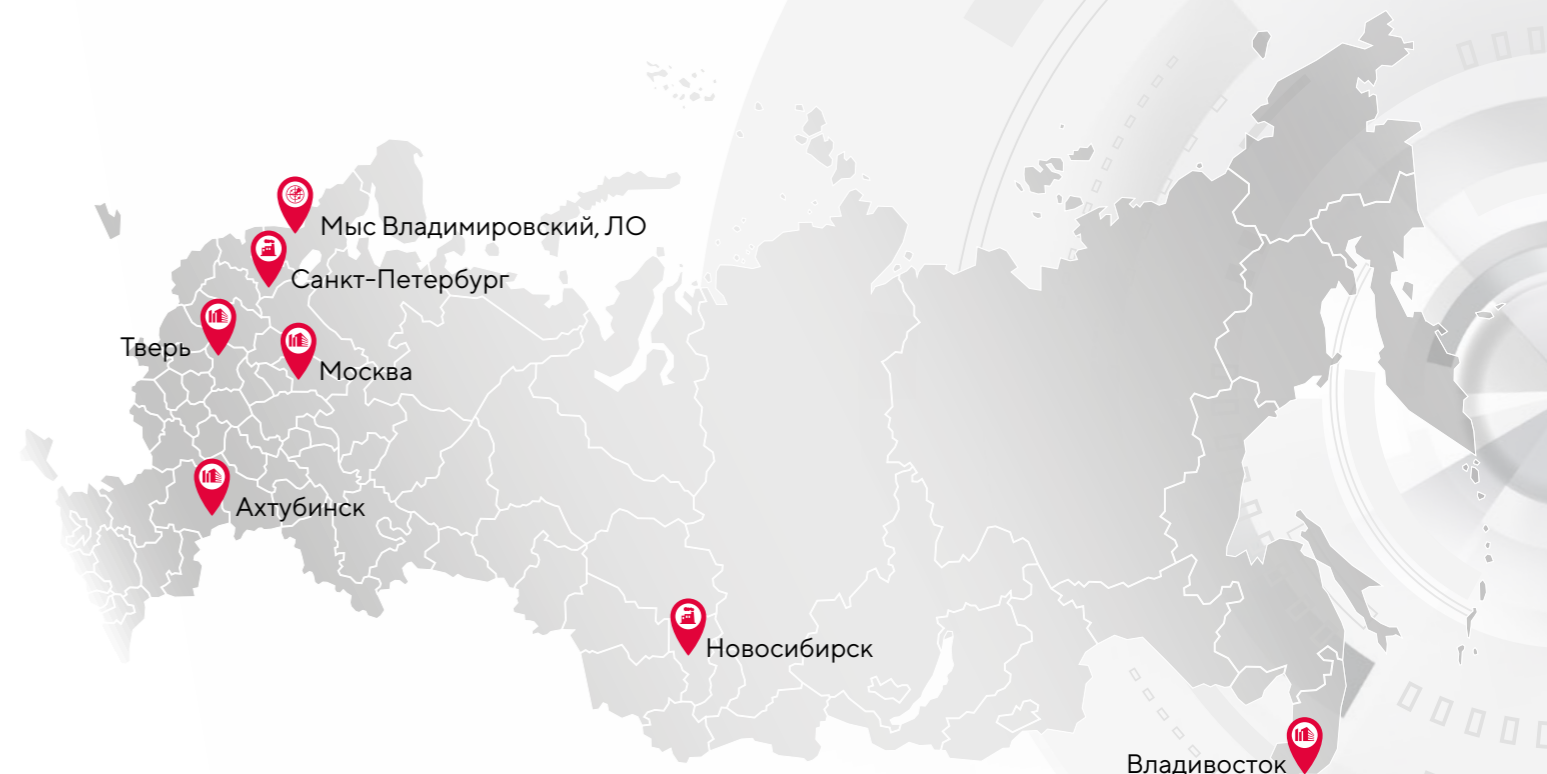 Мыс Владимировский, ЛО
Санкт-Петербург
Тверь
Москва
Ахтубинск
Новосибирск
Владивосток